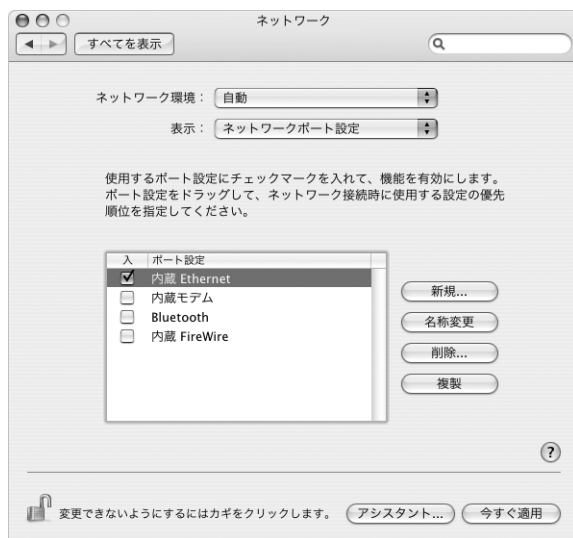 ネットワーク
すべてを表示
ネットワーク環境： 自動
表示： ネットワークポート設定
使用するポート設定にチェックマークを入れて、機能を有効にします。
ポート設定をドラッグして、ネットワーク接続時に使用する設定の優先
順位を指定してください。
入 ポート設定
内蔵 Ethernet
内蔵モデム
Bluetooth
内蔵 FireWire
新規...
名称変更
削除...
複製
?
変更できないようにするにはカギをクリックします。
アシスタント...
今すぐ適用